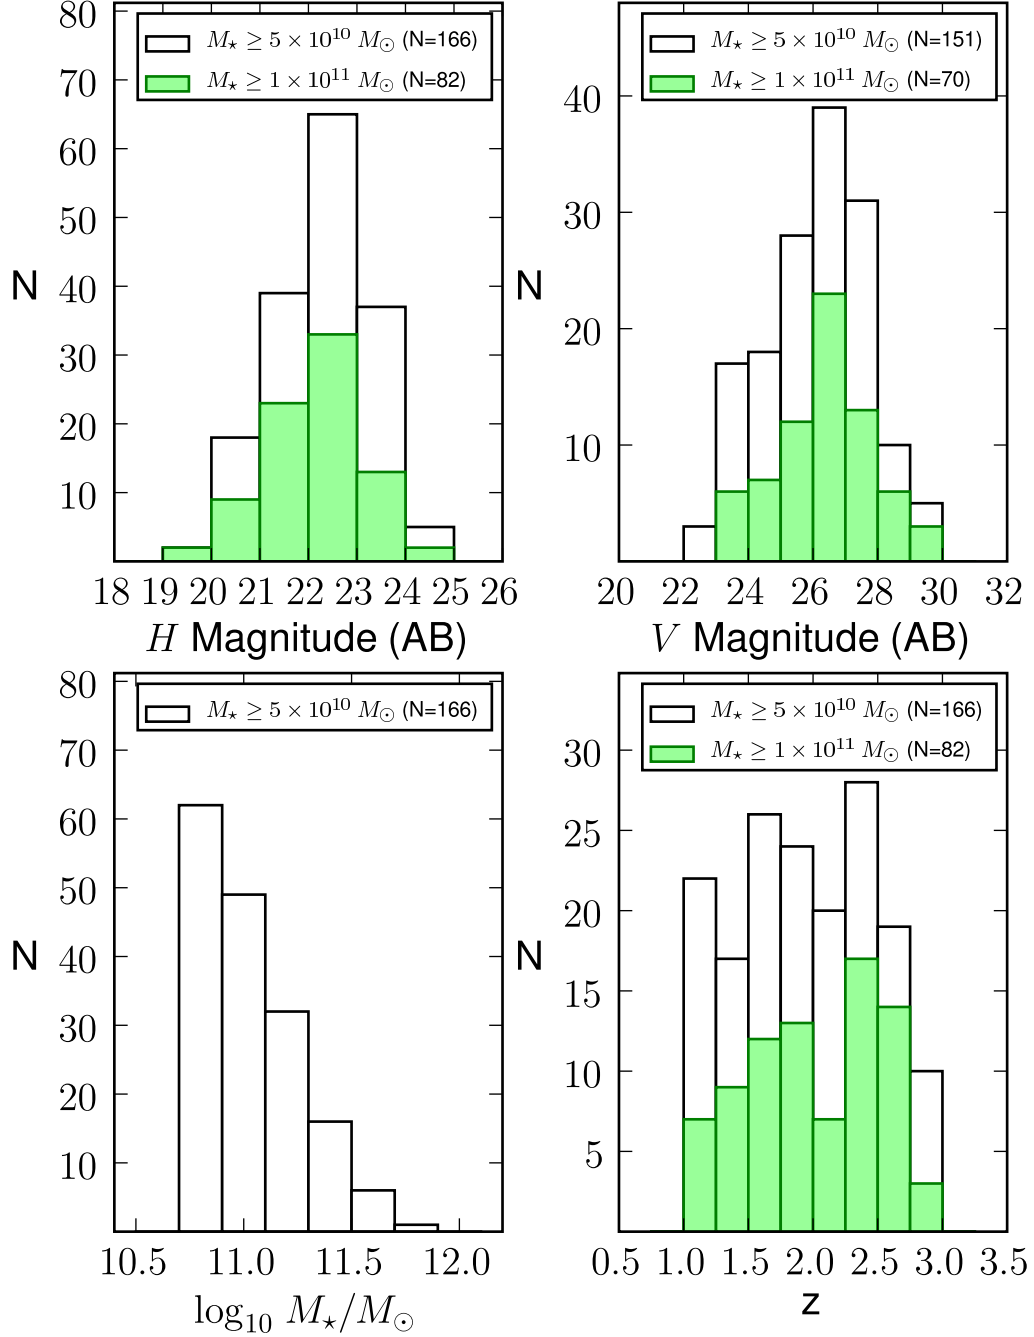 M⋆ ≥ 5 × 10¹⁰ M⊙ (N=166)
M⋆ ≥ 1 × 10¹¹ M⊙ (N=82)
80
70
60
50
40
30
20
10
N
18 19 20 21 22 23 24 25 26
H Magnitude (AB)
M⋆ ≥ 5 × 10¹⁰ M⊙ (N=151)
M⋆ ≥ 1 × 10¹¹ M⊙ (N=70)
40
30
20
10
N
20 22 24 26 28 30 32
V Magnitude (AB)
M⋆ ≥ 5 × 10¹⁰ M⊙ (N=166)
80
70
60
50
40
30
20
10
N
10.5 11.0 11.5 12.0
log₁₀ M⋆/M⊙
M⋆ ≥ 5 × 10¹⁰ M⊙ (N=166)
M⋆ ≥ 1 × 10¹¹ M⊙ (N=82)
30
25
20
15
10
5
N
0.5 1.0 1.5 2.0 2.5 3.0 3.5
z